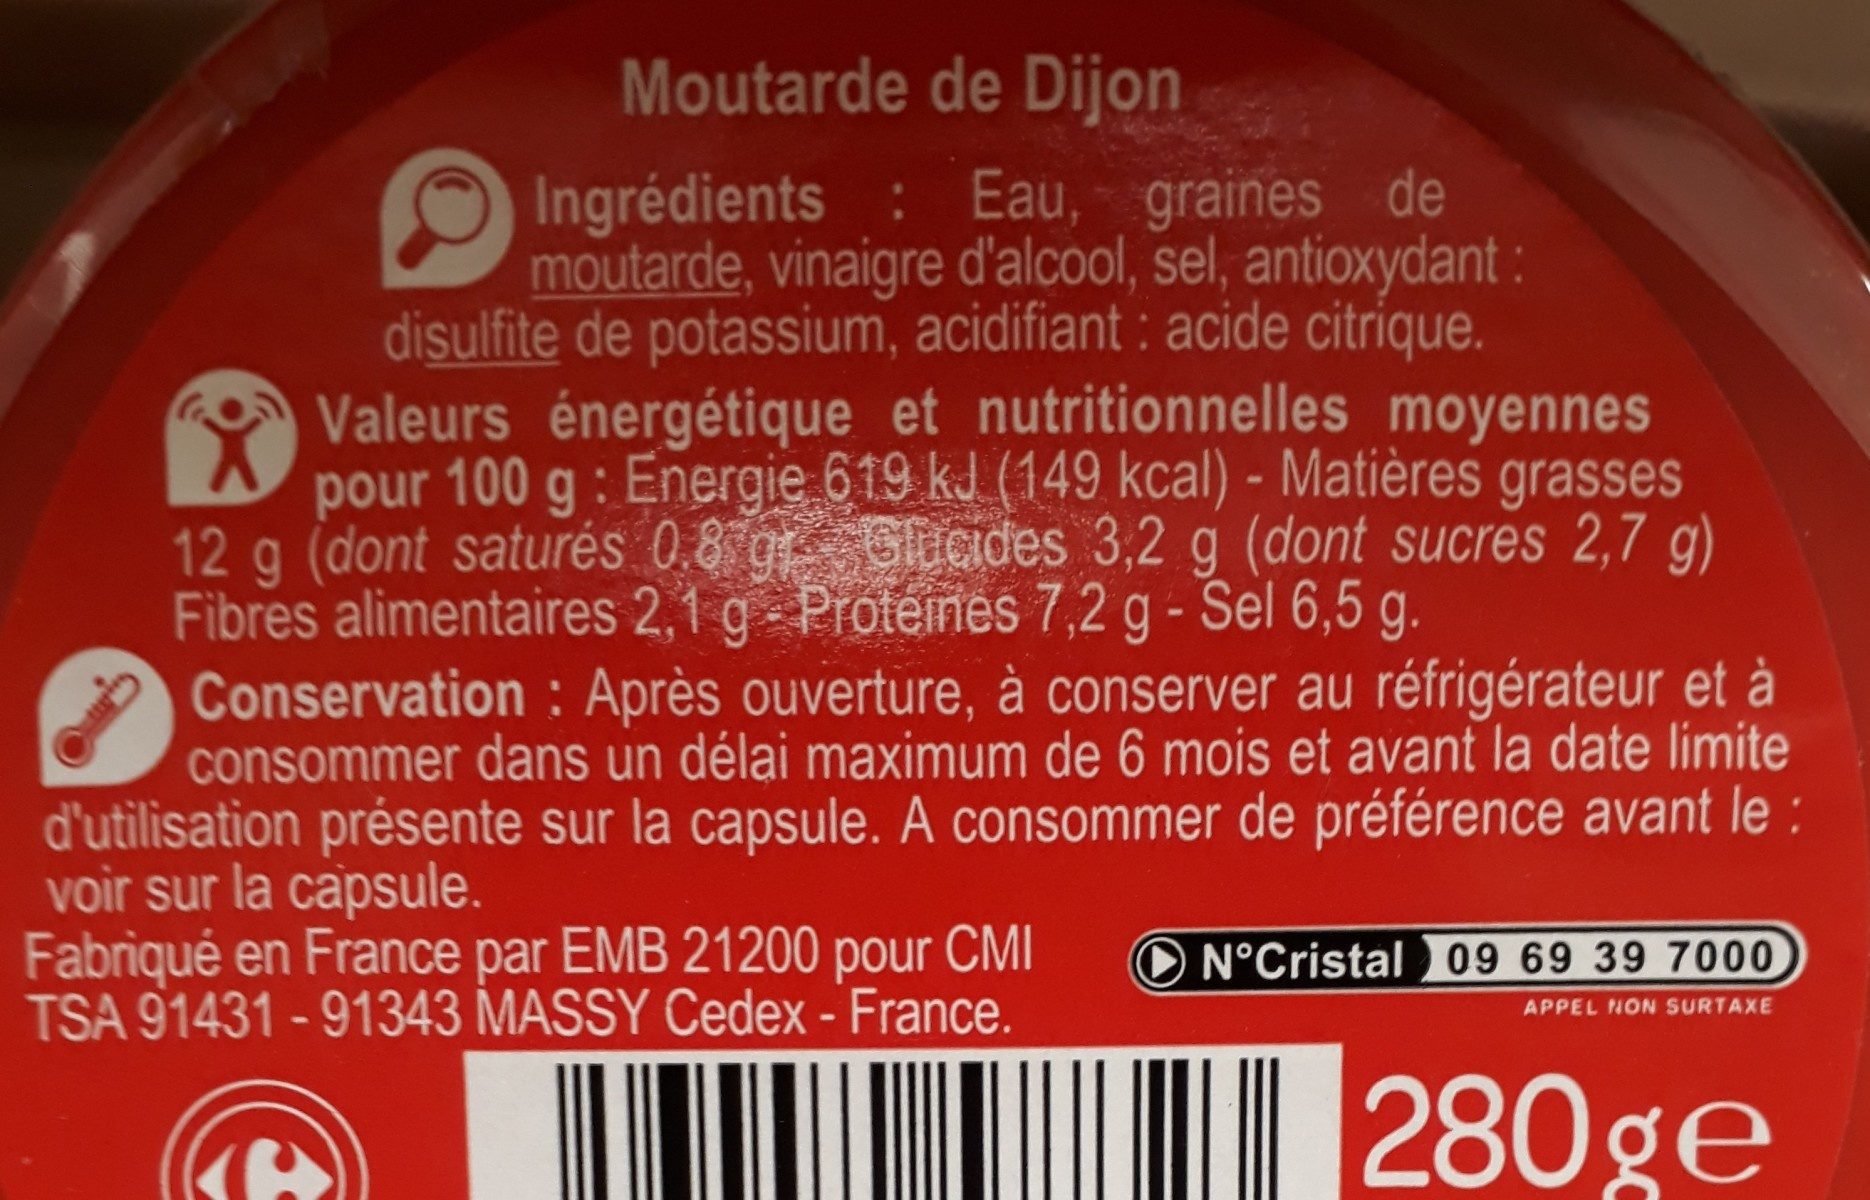 Moutarde de Dijon
Ingrédients : Eau, graines de
moutarde, vinaigre d'alcool, sel, antioxydant :
disulfite de potassium, acidifiant : acide citrique.
Valeurs énergétique et nutritionnelles moyennes
pour 100 g : Energie 619 kJ (149 kcal) - Matières grasses
12 g (dont saturés 0,8 g) - Glucides 3,2 g (dont sucres 2,7 g)
Fibres alimentaires 2,1 g - Protéines 7,2 g - Sel 6,5 g.
Conservation : Après ouverture, à conserver au réfrigérateur et à
consommer dans un délai maximum de 6 mois et avant la date limite
d'utilisation présente sur la capsule. A consommer de préférence avant le :
voir sur la capsule.
Fabriqué en France par EMB 21200 pour CMI
TSA 91431 - 91343 MASSY Cedex - France.
N°Cristal 09 69 39 7000
APPEL NON SURTAXE
280g e